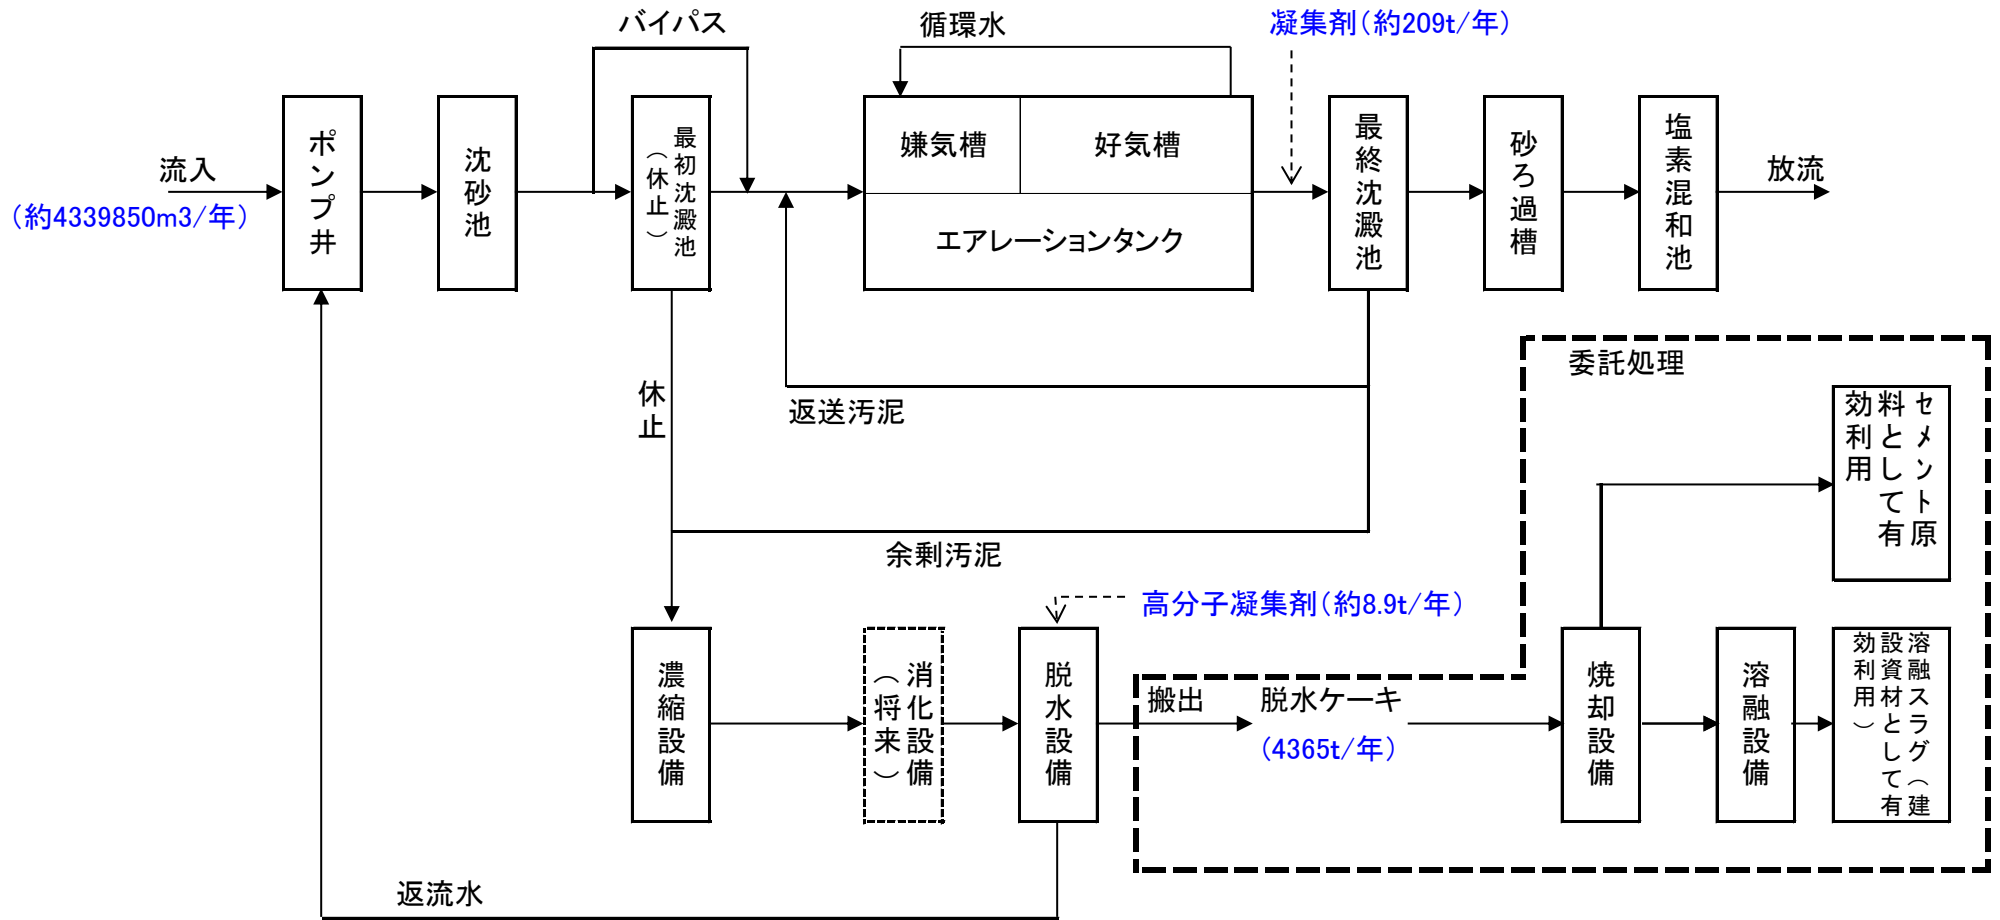 バイパス
循環水
凝集剤（約209t/年）
流入
（約4339850m3/年）
ポンプ井
沈砂池
最初沈澱池
（休止）
嫌気槽
好気槽
エアレーションタンク
最終沈澱池
砂ろ過槽
塩素混和池
放流
休止
返送汚泥
余剰汚泥
委託処理
セメント原
料として有
効利用
高分子凝集剤（約8.9t/年）
濃縮設備
消化設備
（将来）
脱水設備
搬出
脱水ケーキ
（4365t/年）
焼却設備
溶融設備
溶融スラグ（建
設資材として有
効利用）
返流水